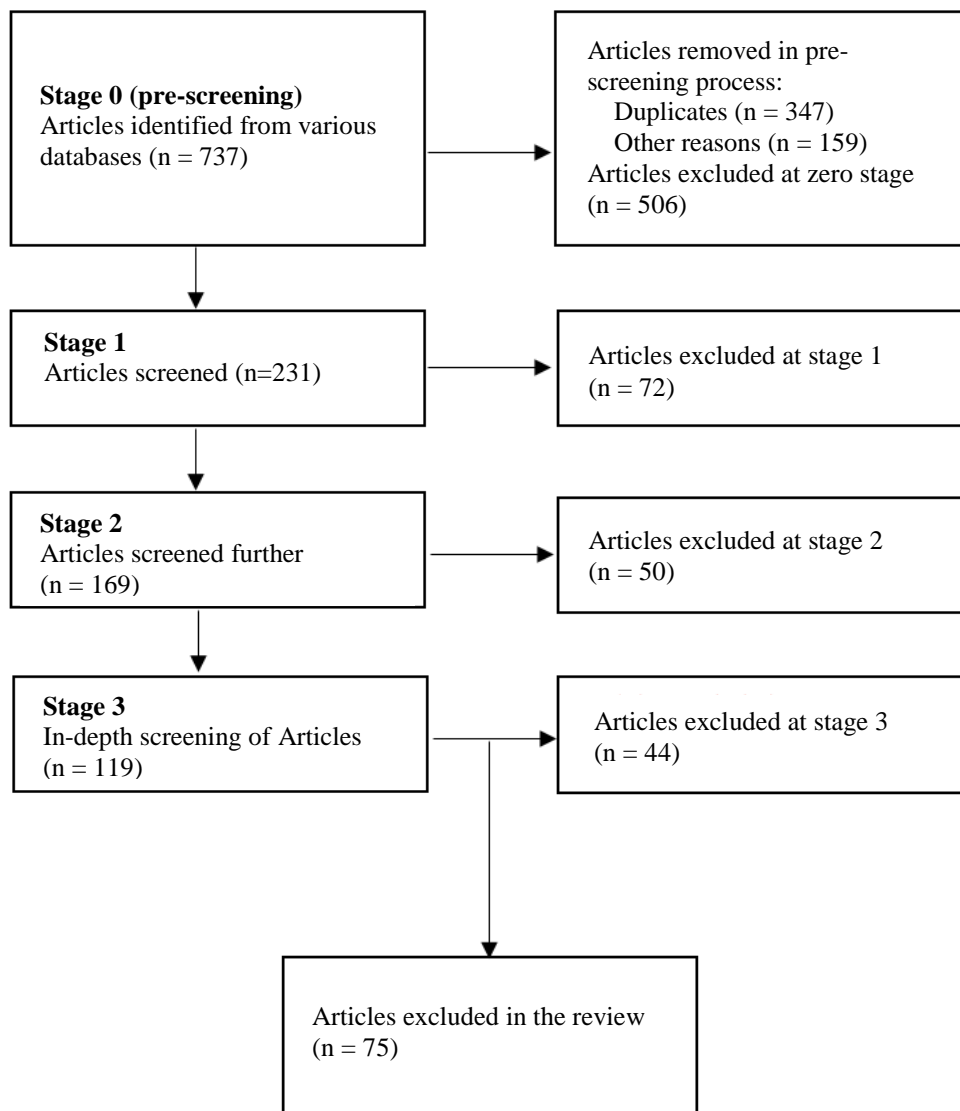 Stage 0 (pre-screening)
Articles identified from various
databases (n = 737)
Articles removed in pre-
screening process:
Duplicates (n = 347)
Other reasons (n = 159)
Articles excluded at zero stage
(n = 506)
Stage 1
Articles screened (n=231)
Articles excluded at stage 1
(n = 72)
Stage 2
Articles screened further
(n = 169)
Articles excluded at stage 2
(n = 50)
Stage 3
In-depth screening of Articles
(n = 119)
Articles excluded at stage 3
(n = 44)
Articles excluded in the review
(n = 75)